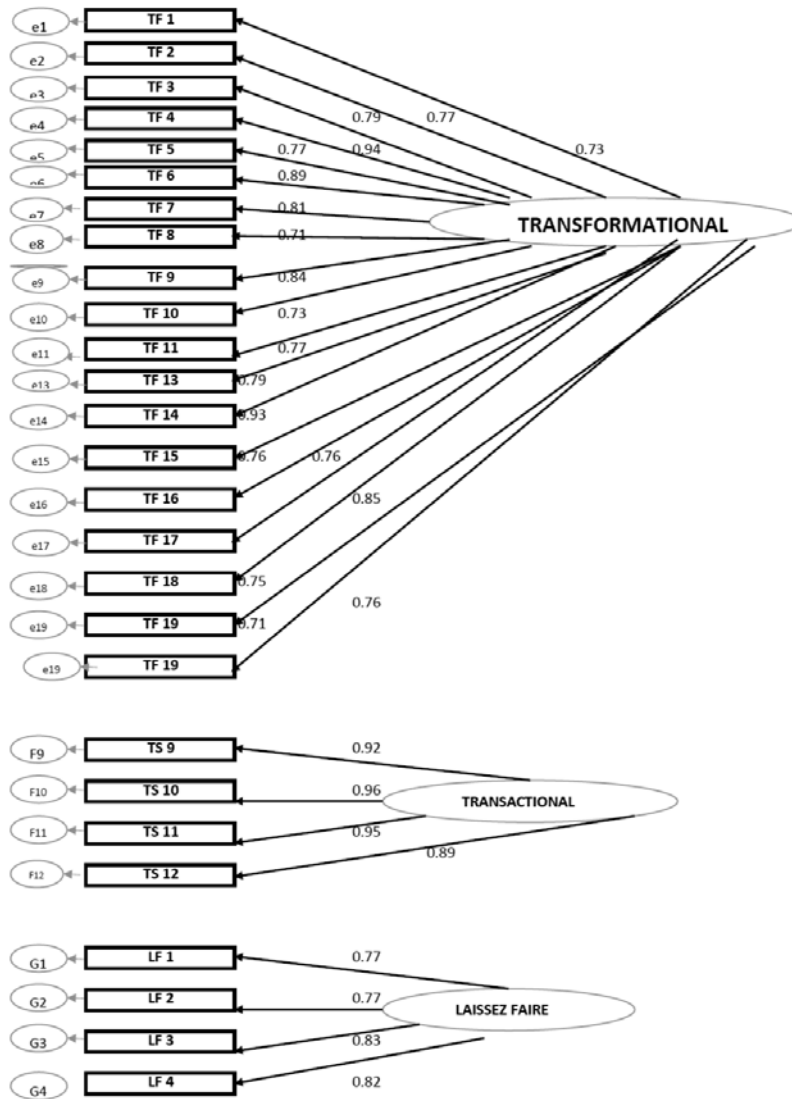 e1 TF 1
e2 TF 2
e3 TF 3
e4 TF 4 0.79 0.77
e5 TF 5 0.77 0.94 0.73
e6 TF 6 0.89
e7 TF 7 0.81
TRANSFORMATIONAL
e8 TF 8 0.71
e9 TF 9 0.84
e10 TF 10 0.73
e11 TF 11 0.77
e13 TF 13 0.79
e14 TF 14 0.93
e15 TF 15 0.76 0.76
e16 TF 16 0.85
e17 TF 17
e18 TF 18 0.75
0.76
e19 TF 19 0.71
e19 TF 19
F9 TS 9 0.92
F10 TS 10 0.96
TRANSACTIONAL
F11 TS 11 0.95
0.89
F12 TS 12
G1 LF 1 0.77
G2 LF 2 0.77
LAISSEZ FAIRE
G3 LF 3 0.83
G4 LF 4 0.82